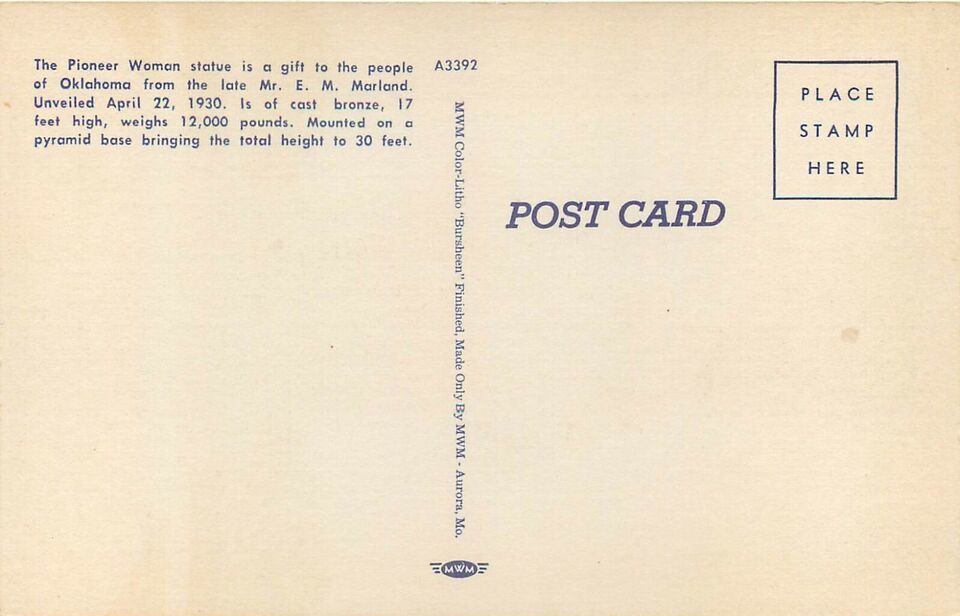 The Pioneer Woman statue is a gift to the people
of Oklahoma from the late Mr. E. M. Marland.
Unveiled April 22, 1930. Is of cast bronze, 17
feet high, weighs 12,000 pounds. Mounted on a
pyramid base bringing the total height to 30 feet.
A3392
MWM Color-Litho "Bursheen" Finished, Made Only By MWM - Aurora, Mo.
MWM
POST CARD
PLACE
STAMP
HERE